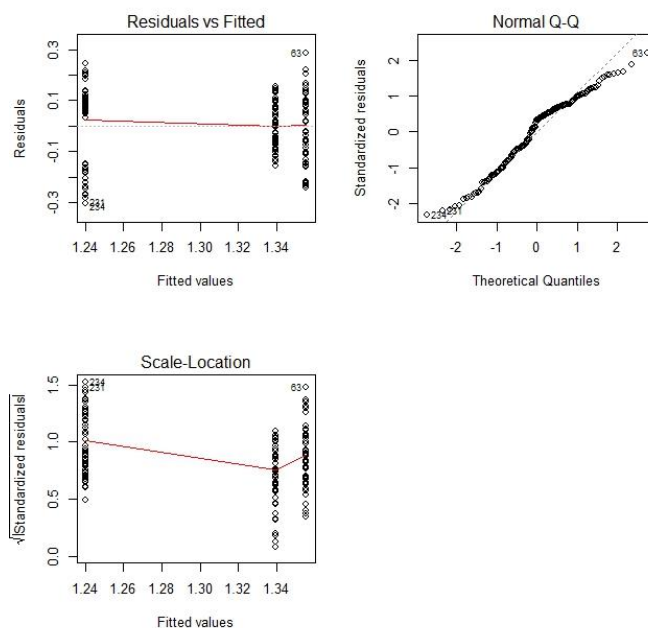 Residuals vs Fitted
Residuals
0.3
0.1
-0.1
-0.3
63
231
234
1.24 1.26 1.28 1.30 1.32 1.34
Fitted values
Normal Q-Q
Standardized residuals
2
1
0
-1
-2
63
234 231
-2 -1 0 1 2
Theoretical Quantiles
Scale-Location
√|Standardized residuals|
1.5
1.0
0.5
0.0
234
231
63
1.24 1.26 1.28 1.30 1.32 1.34
Fitted values